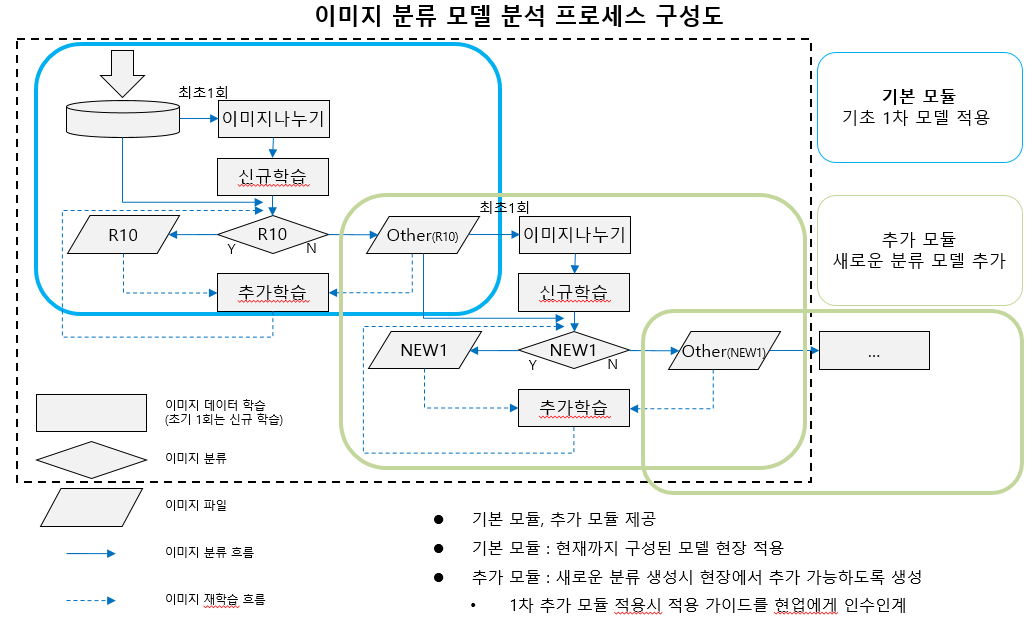 이미지 분류 모델 분석 프로세스 구성도
최초1회
이미지나누기
신규학습
R10
R10
Y
N
Other(R10)
추가학습
최초1회
이미지나누기
신규학습
NEW1
NEW1
Y
N
Other(NEW1)
...
추가학습
기본 모듈
기초 1차 모델 적용
추가 모듈
새로운 분류 모델 추가
이미지 데이터 학습
(초기 1회는 신규 학습)
이미지 분류
이미지 파일
이미지 분류 흐름
이미지 재학습 흐름
● 기본 모듈, 추가 모듈 제공
● 기본 모듈 : 현재까지 구성된 모델 현장 적용
● 추가 모듈 : 새로운 분류 생성시 현장에서 추가 가능하도록 생성
• 1차 추가 모듈 적용시 적용 가이드를 현업에게 인수인계